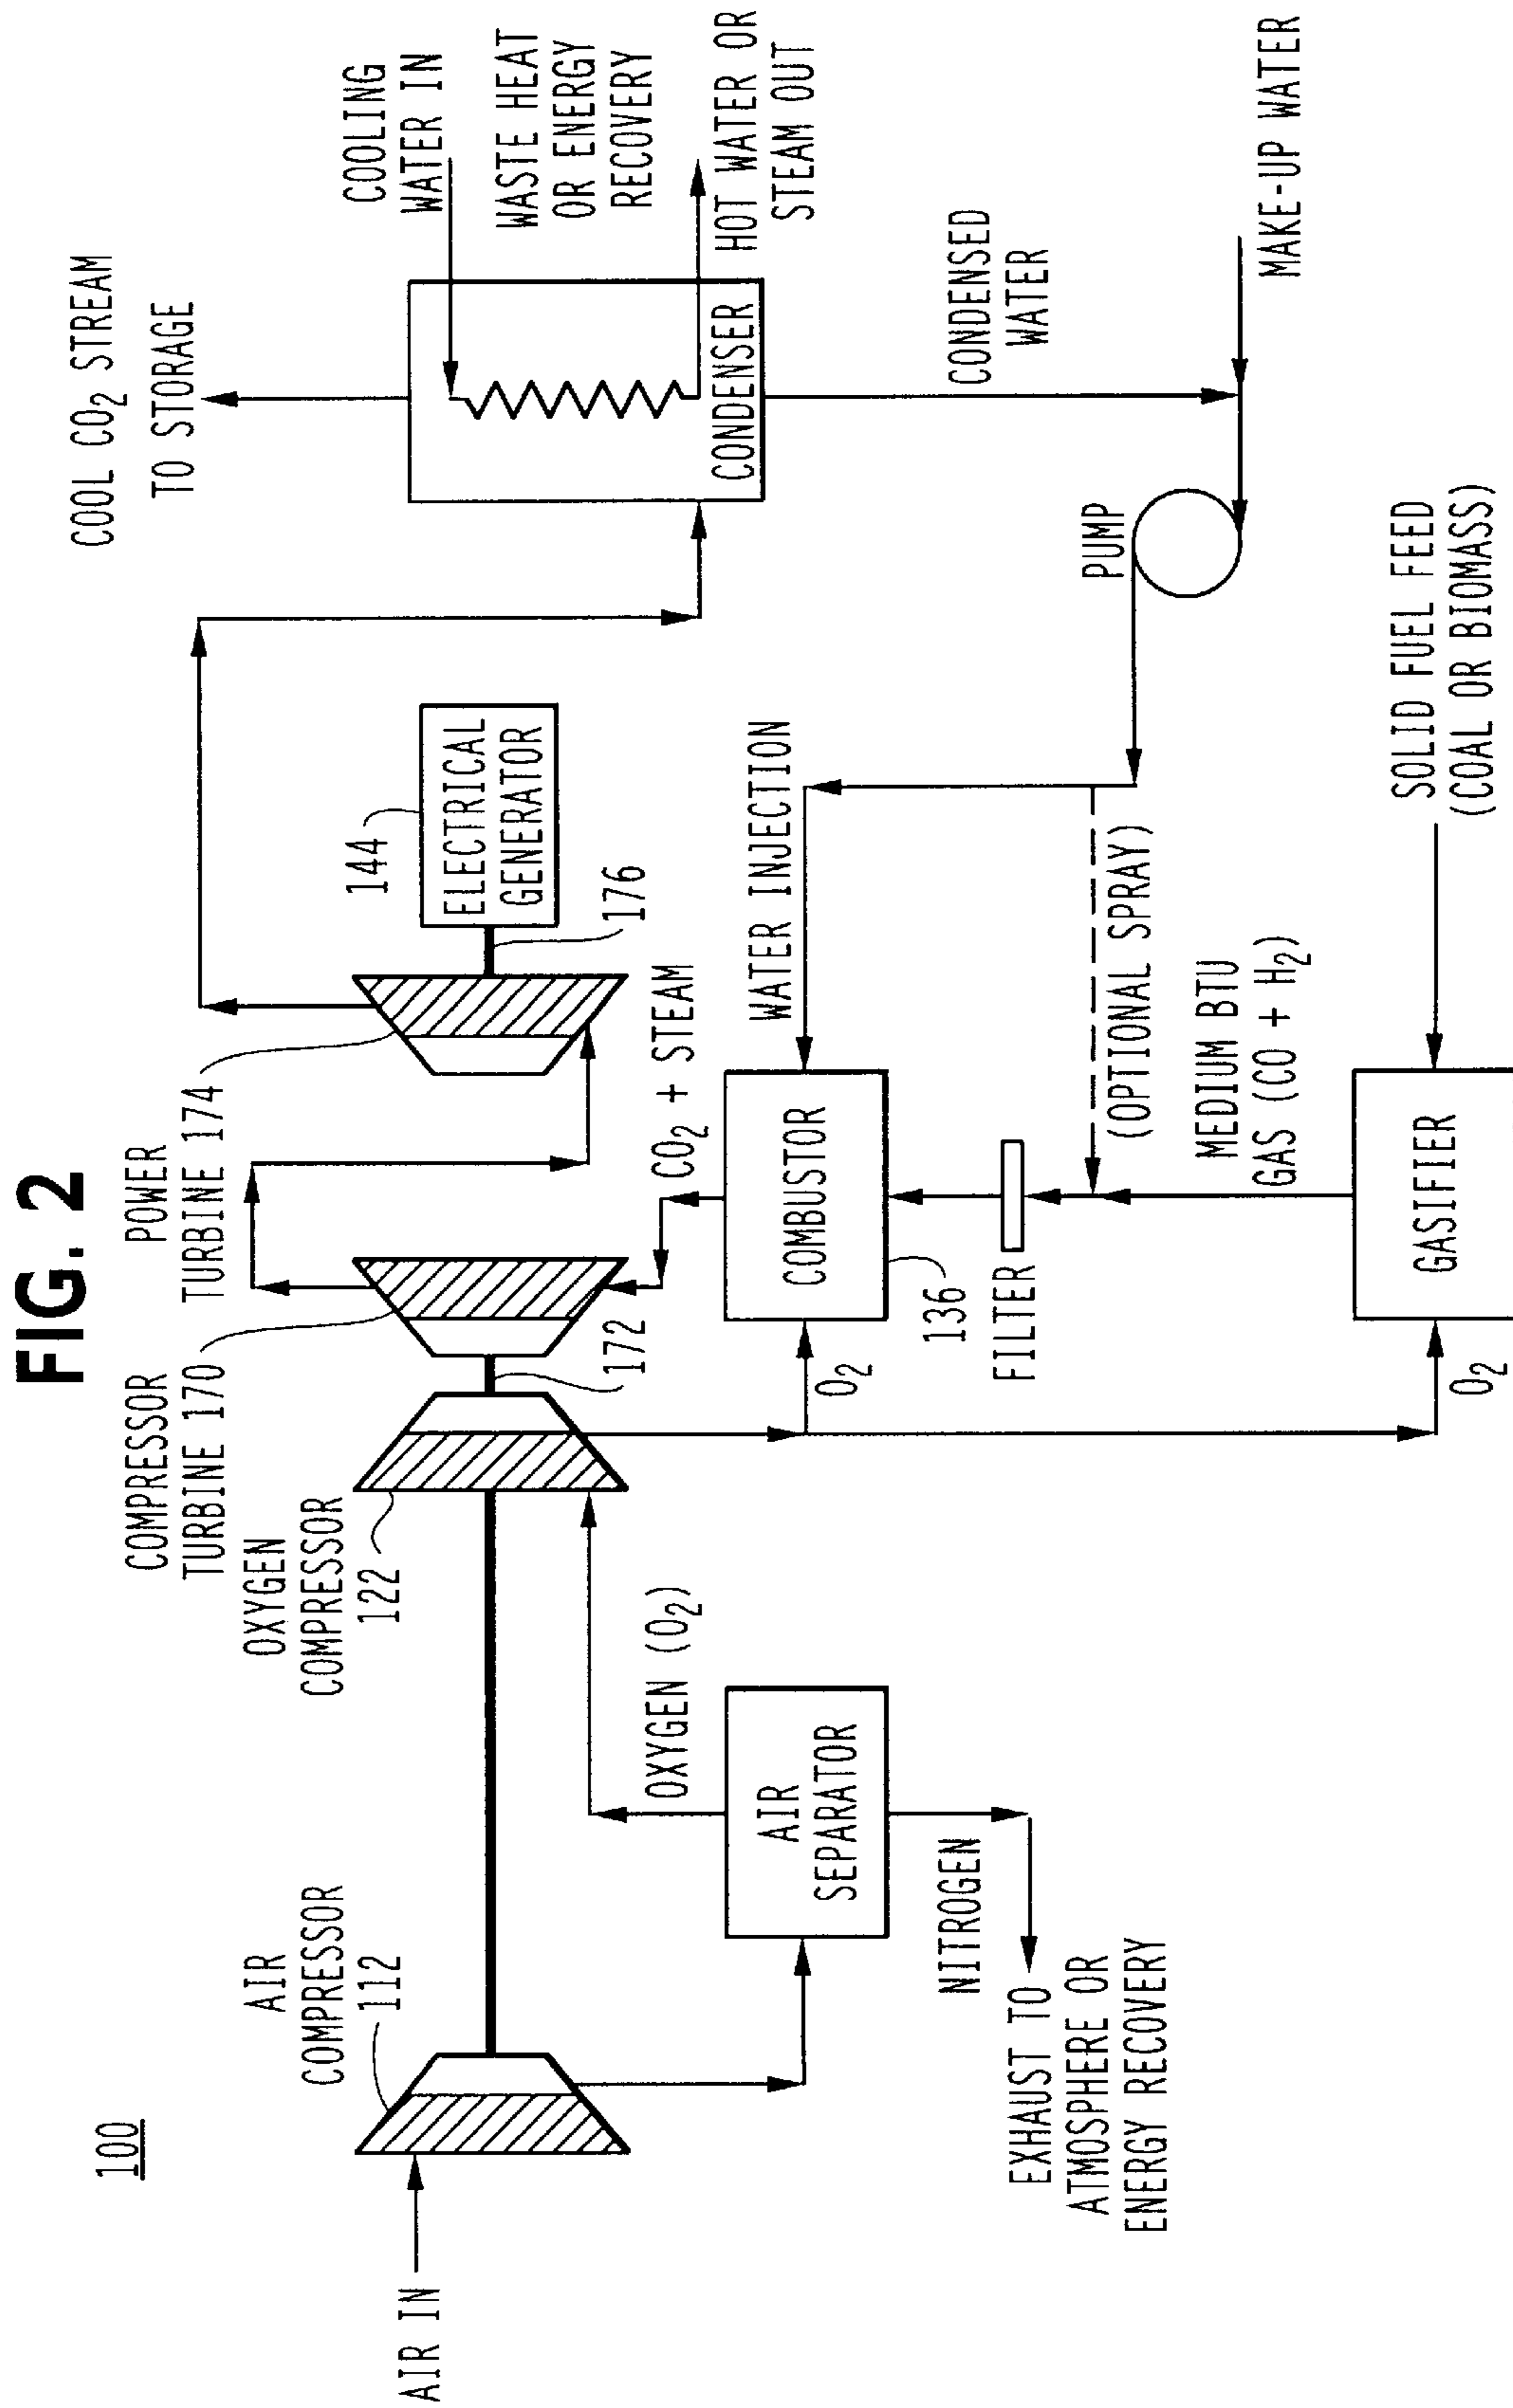 FIG. 2
100
AIR IN
AIR
COMPRESSOR
112
OXYGEN
COMPRESSOR
122
COMPRESSOR
TURBINE 170
POWER
TURBINE 174
172
176
144
ELECTRICAL
GENERATOR
COOL CO₂ STREAM
TO STORAGE
COOLING
WATER IN
WASTE HEAT
OR ENERGY
RECOVERY
HOT WATER OR
STEAM OUT
CONDENSER
CONDENSED
WATER
MAKE-UP WATER
PUMP
WATER INJECTION
(OPTIONAL SPRAY)
CO₂ + STEAM
COMBUSTOR
136
O₂
FILTER
MEDIUM BTU
GAS (CO + H₂)
SOLID FUEL FEED
(COAL OR BIOMASS)
GASIFIER
O₂
OXYGEN (O₂)
AIR
SEPARATOR
NITROGEN
EXHAUST TO
ATMOSPHERE OR
ENERGY RECOVERY